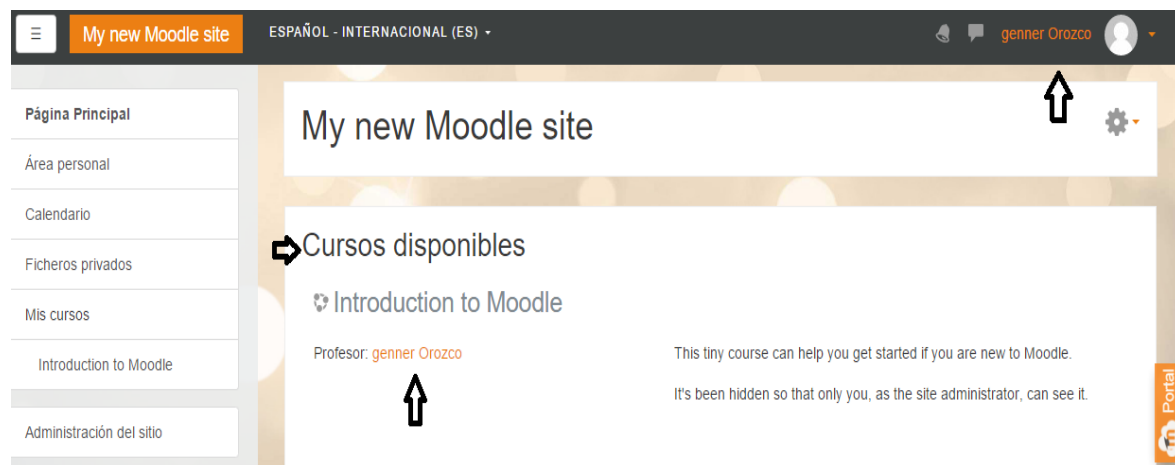 My new Moodle site
ESPAÑOL - INTERNACIONAL (ES)
genner Orozco
Página Principal
Área personal
Calendario
Ficheros privados
Mis cursos
Introduction to Moodle
Administración del sitio
My new Moodle site
Cursos disponibles
Introduction to Moodle
Profesor: genner Orozco
This tiny course can help you get started if you are new to Moodle.
It's been hidden so that only you, as the site administrator, can see it.
Portal